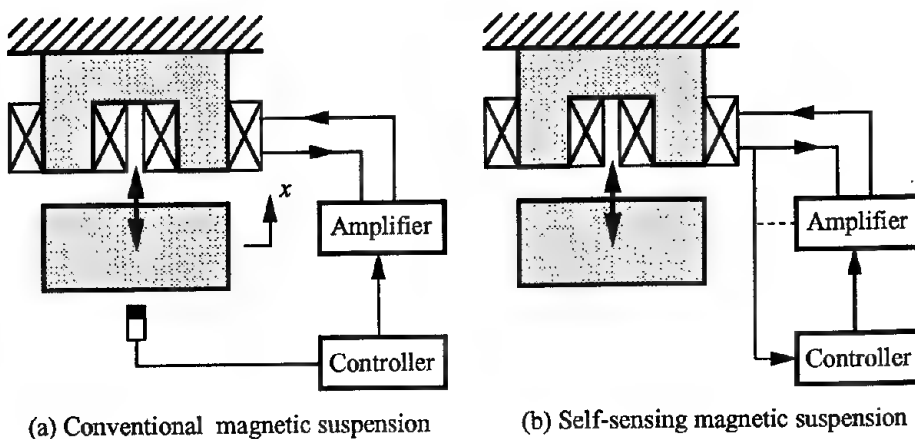 x
Amplifier
Controller
(a) Conventional magnetic suspension
Amplifier
Controller
(b) Self-sensing magnetic suspension